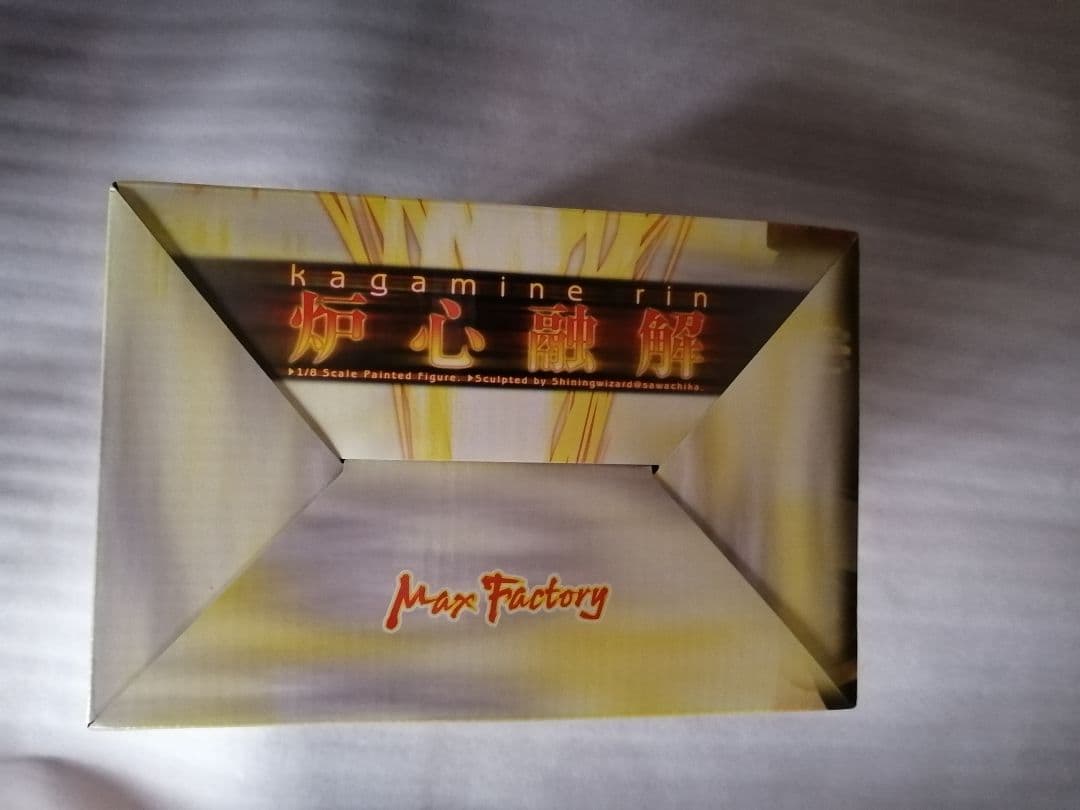 kagamine rin
炉心融解
▶1/8 Scale Painted Figure. ▶Sculpted by Shiningwizard@sawachika.
Max Factory